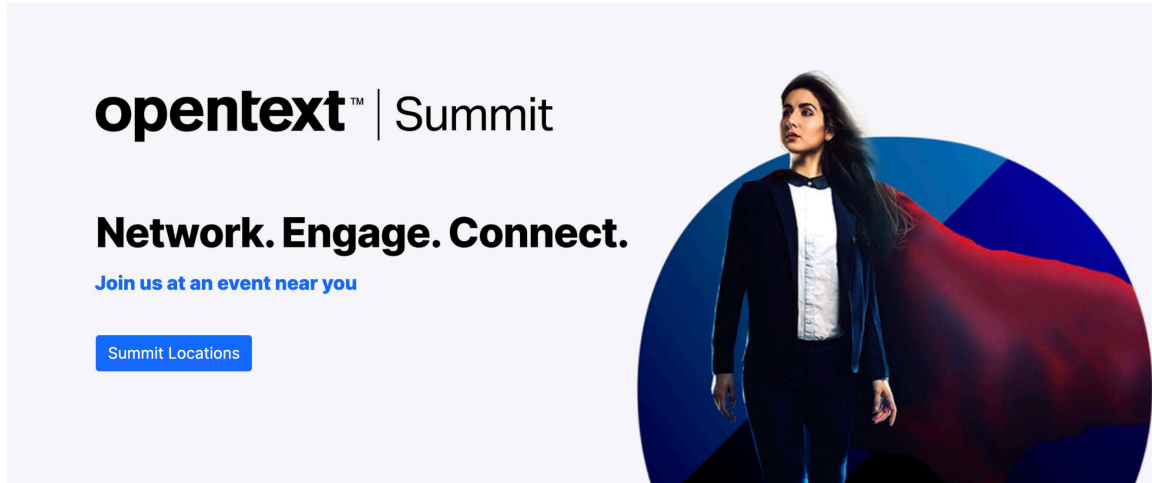 opentext™ | Summit
Network. Engage. Connect.
Join us at an event near you
Summit Locations